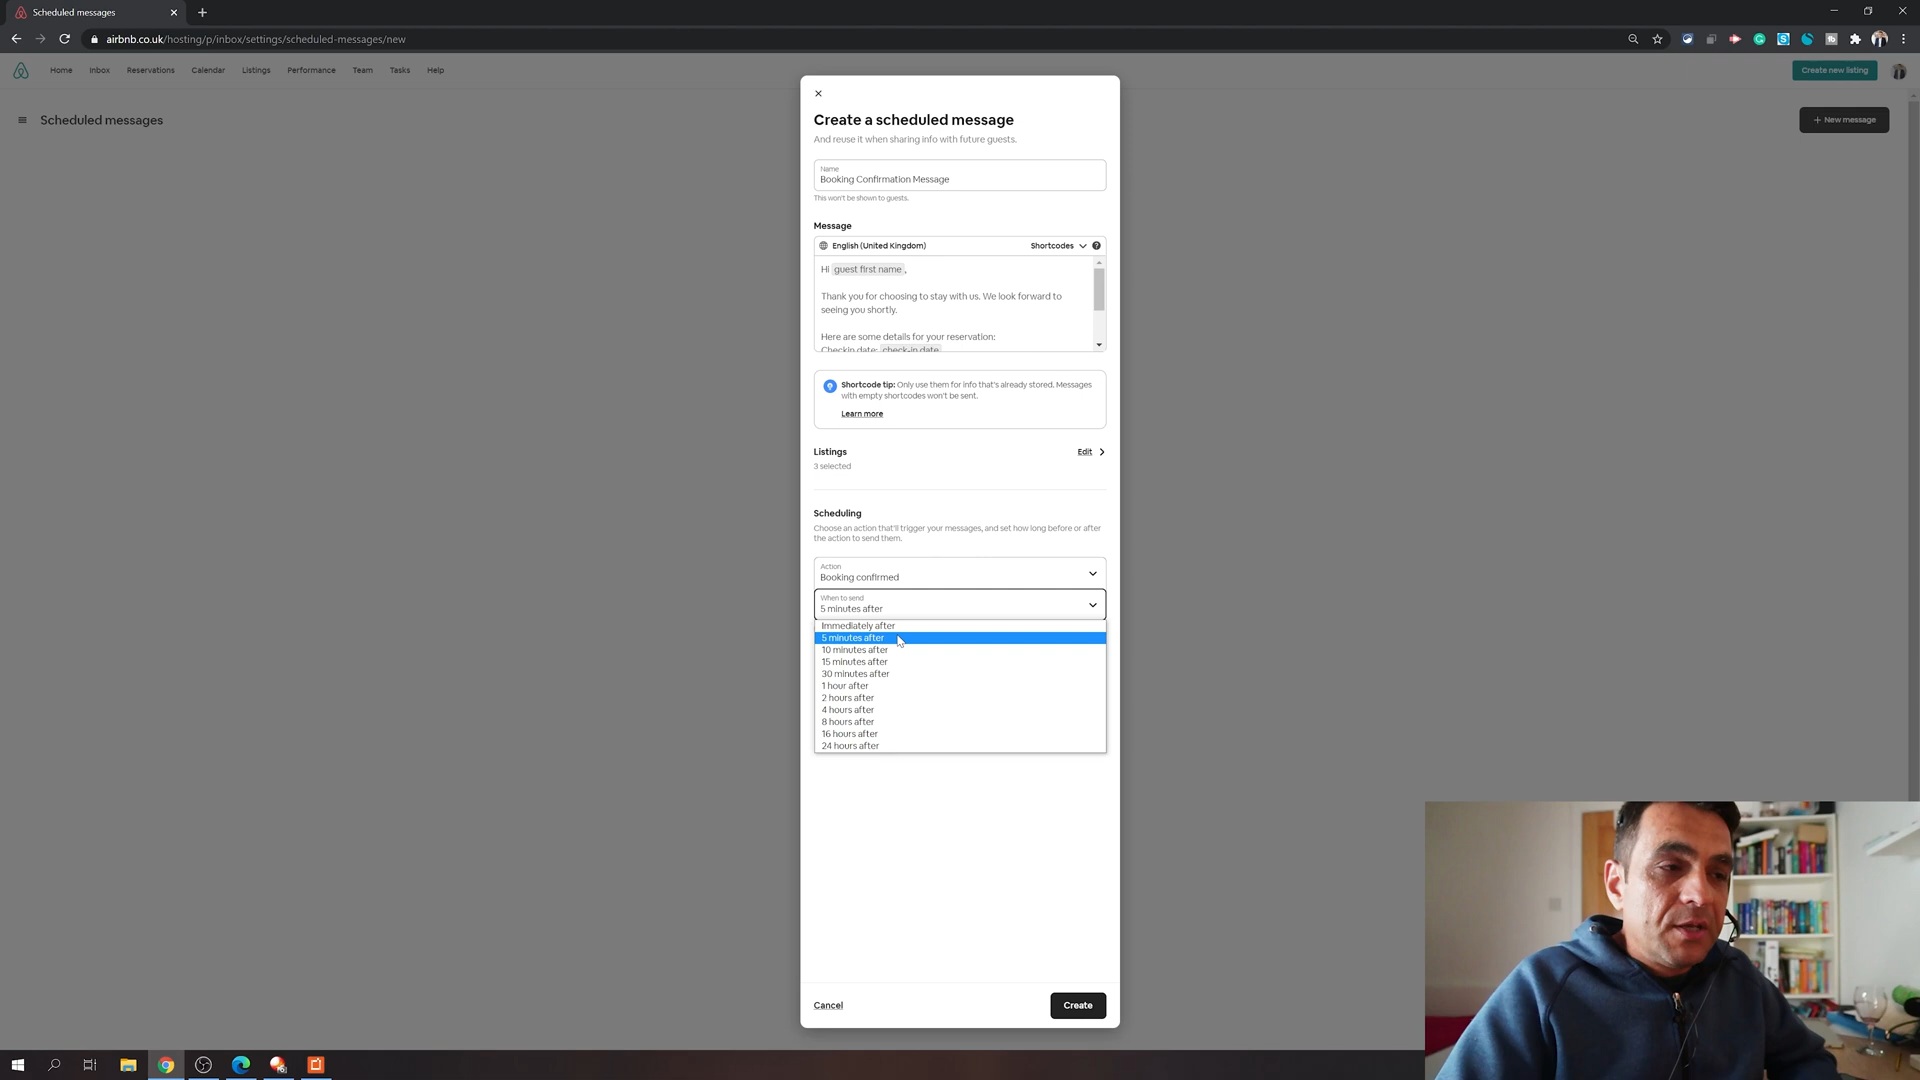 Scheduled messages
airbnb.co.uk/hosting/p/inbox/settings/scheduled-messages/new
Home
Inbox
Reservations
Calendar
Listings
Performance
Team
Tasks
Help
Create new listing
Scheduled messages
+ New message
Create a scheduled message
And reuse it when sharing info with future guests.
Name
Booking Confirmation Message
This won't be shown to guests.
Message
English (United Kingdom)
Shortcodes
Hi guest first name,
Thank you for choosing to stay with us. We look forward to
seeing you shortly.
Here are some details for your reservation:
Checkin date: check-in date
Shortcode tip: Only use them for info that's already stored. Messages
with empty shortcodes won't be sent.
Learn more
Listings
Edit
3 selected
Scheduling
Choose an action that'll trigger your messages, and set how long before or after
the action to send them.
Action
Booking confirmed
When to send
5 minutes after
Immediately after
5 minutes after
10 minutes after
15 minutes after
30 minutes after
1 hour after
2 hours after
4 hours after
8 hours after
16 hours after
24 hours after
Cancel
Create